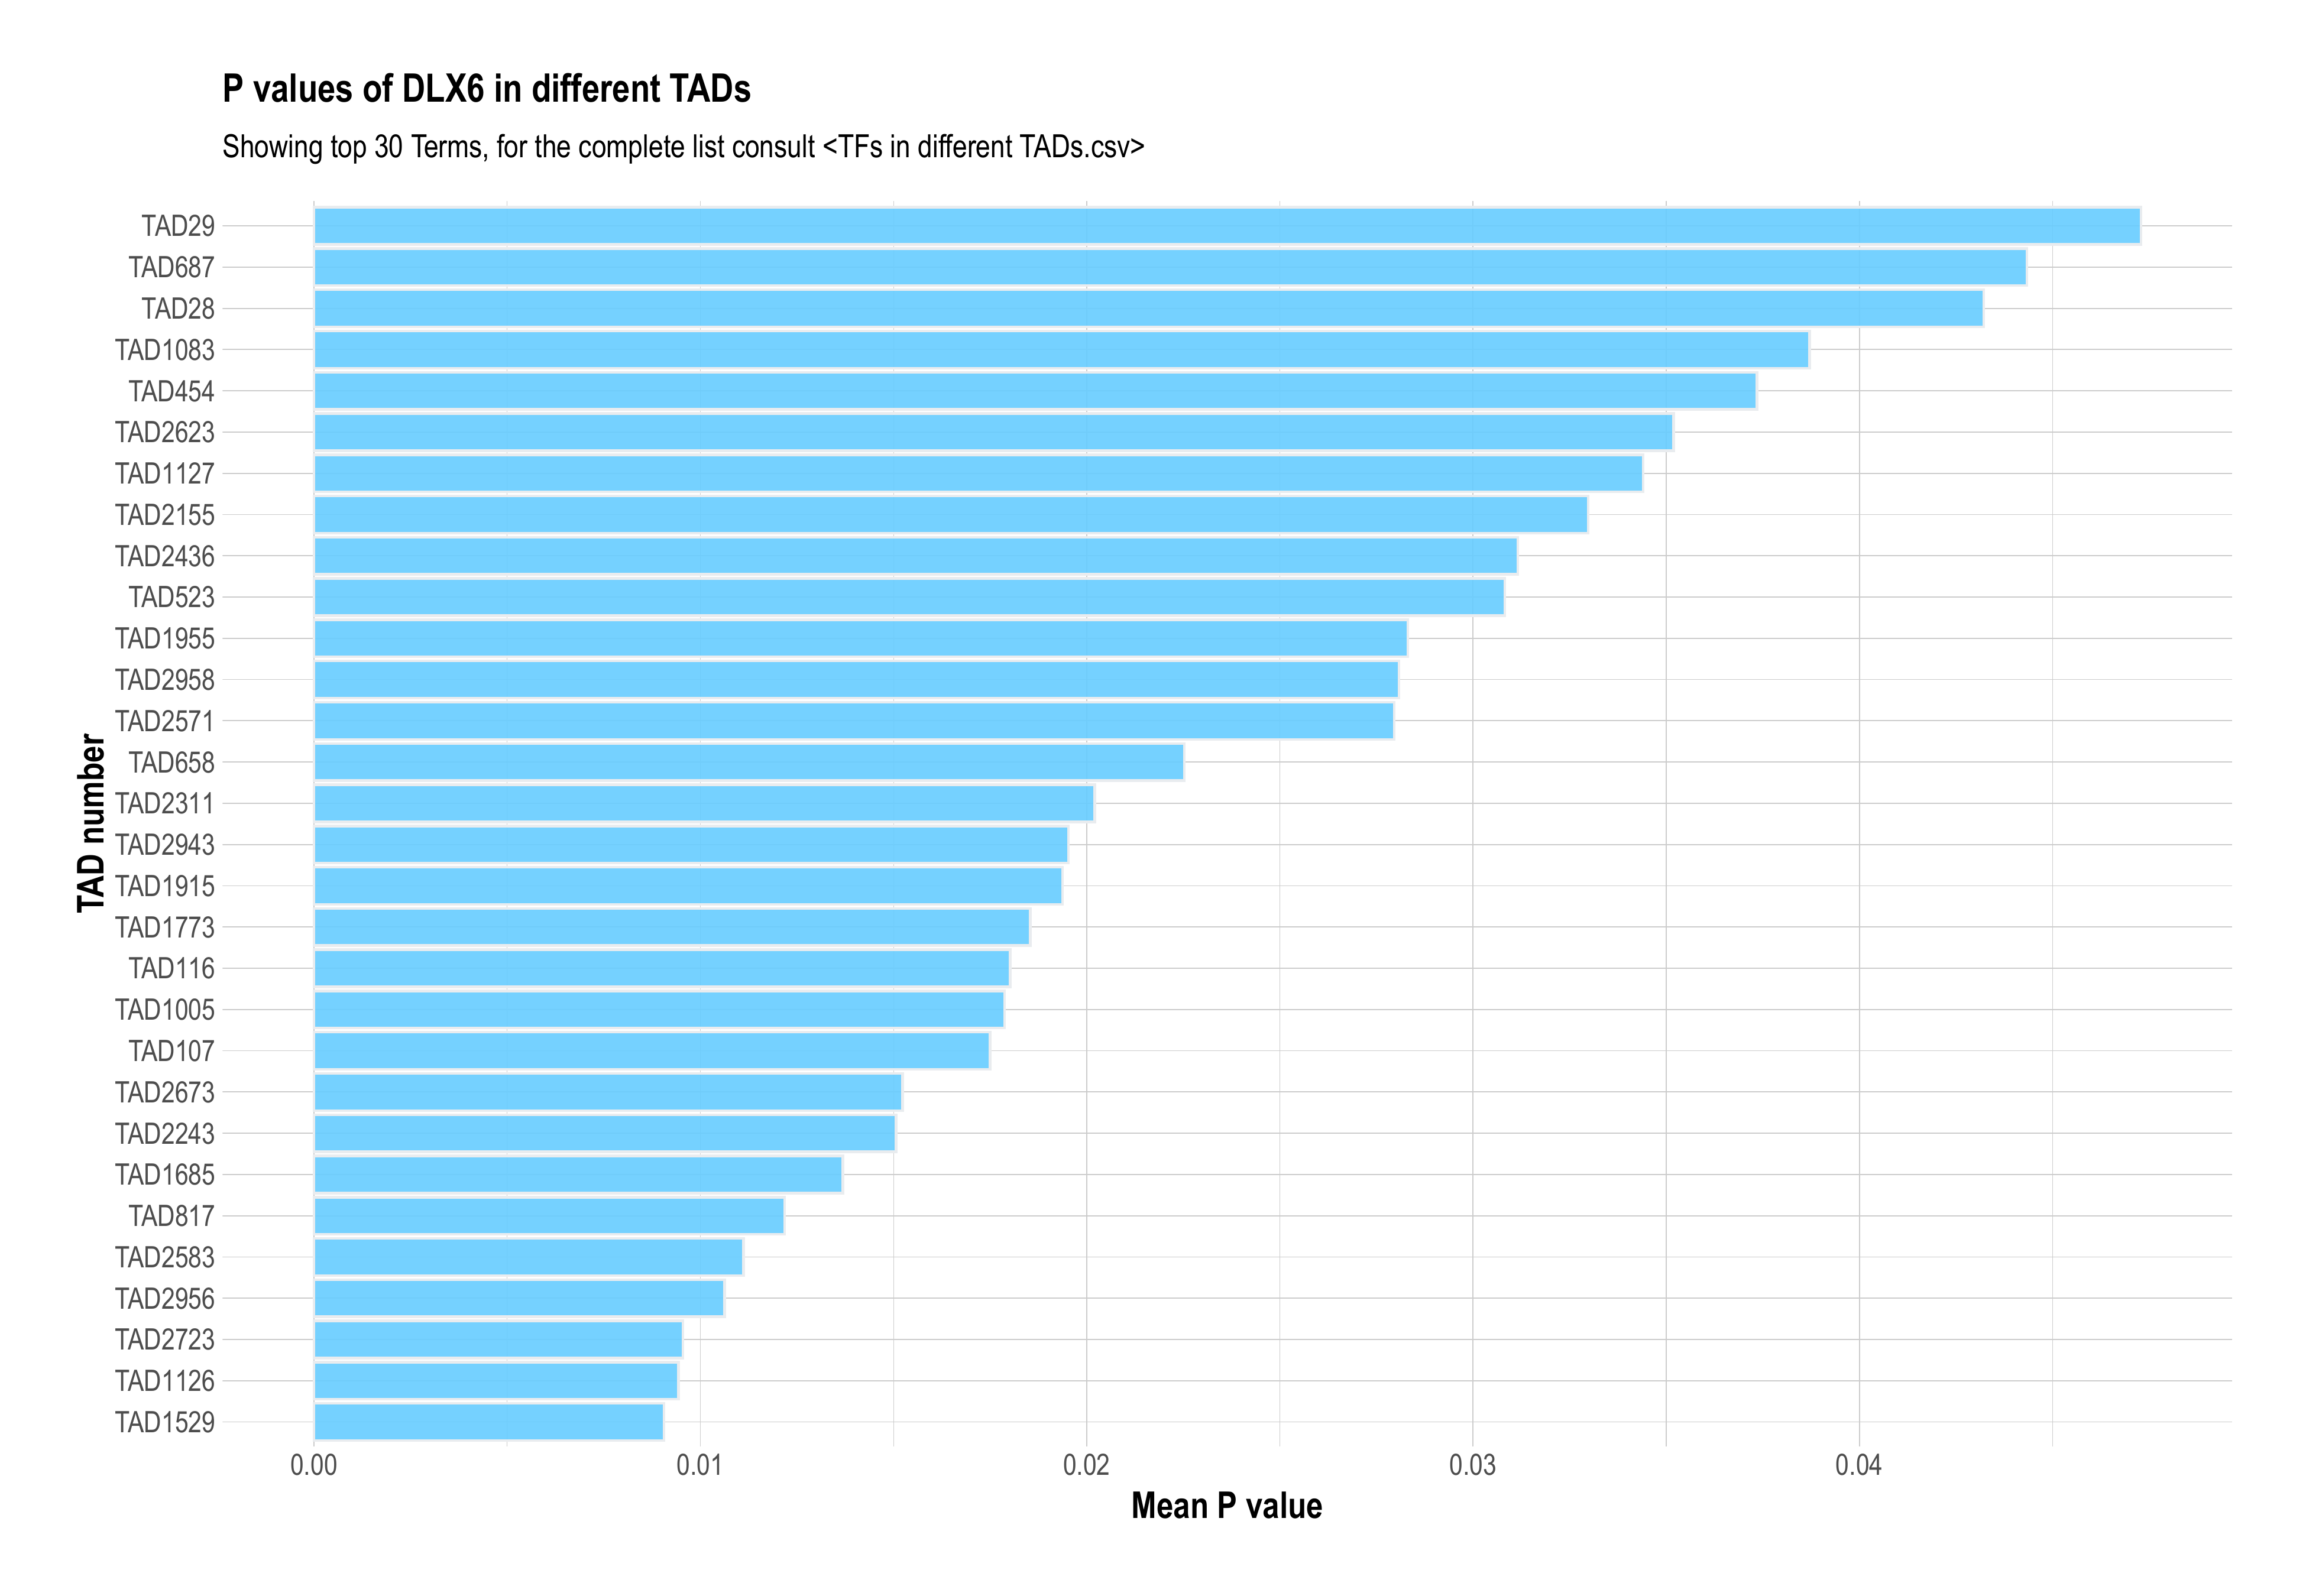 P values of DLX6 in different TADs
Showing top 30 Terms, for the complete list consult <TFs in different TADs.csv>
TAD number
TAD29
TAD687
TAD28
TAD1083
TAD454
TAD2623
TAD1127
TAD2155
TAD2436
TAD523
TAD1955
TAD2958
TAD2571
TAD658
TAD2311
TAD2943
TAD1915
TAD1773
TAD116
TAD1005
TAD107
TAD2673
TAD2243
TAD1685
TAD817
TAD2583
TAD2956
TAD2723
TAD1126
TAD1529
0.00 0.01 0.02 0.03 0.04
Mean P value